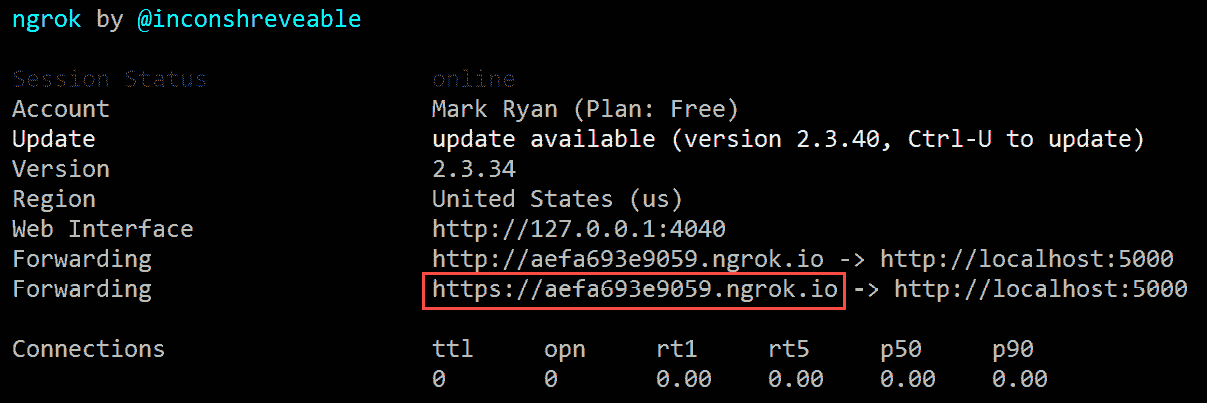 ngrok by @inconshreveable
Session Status online
Account Mark Ryan (Plan: Free)
Update update available (version 2.3.40, Ctrl-U to update)
Version 2.3.34
Region United States (us)
Web Interface http://127.0.0.1:4040
Forwarding http://aefa693e9059.ngrok.io -> http://localhost:5000
Forwarding https://aefa693e9059.ngrok.io -> http://localhost:5000
Connections ttl opn rt1 rt5 p50 p90
0 0 0.00 0.00 0.00 0.00